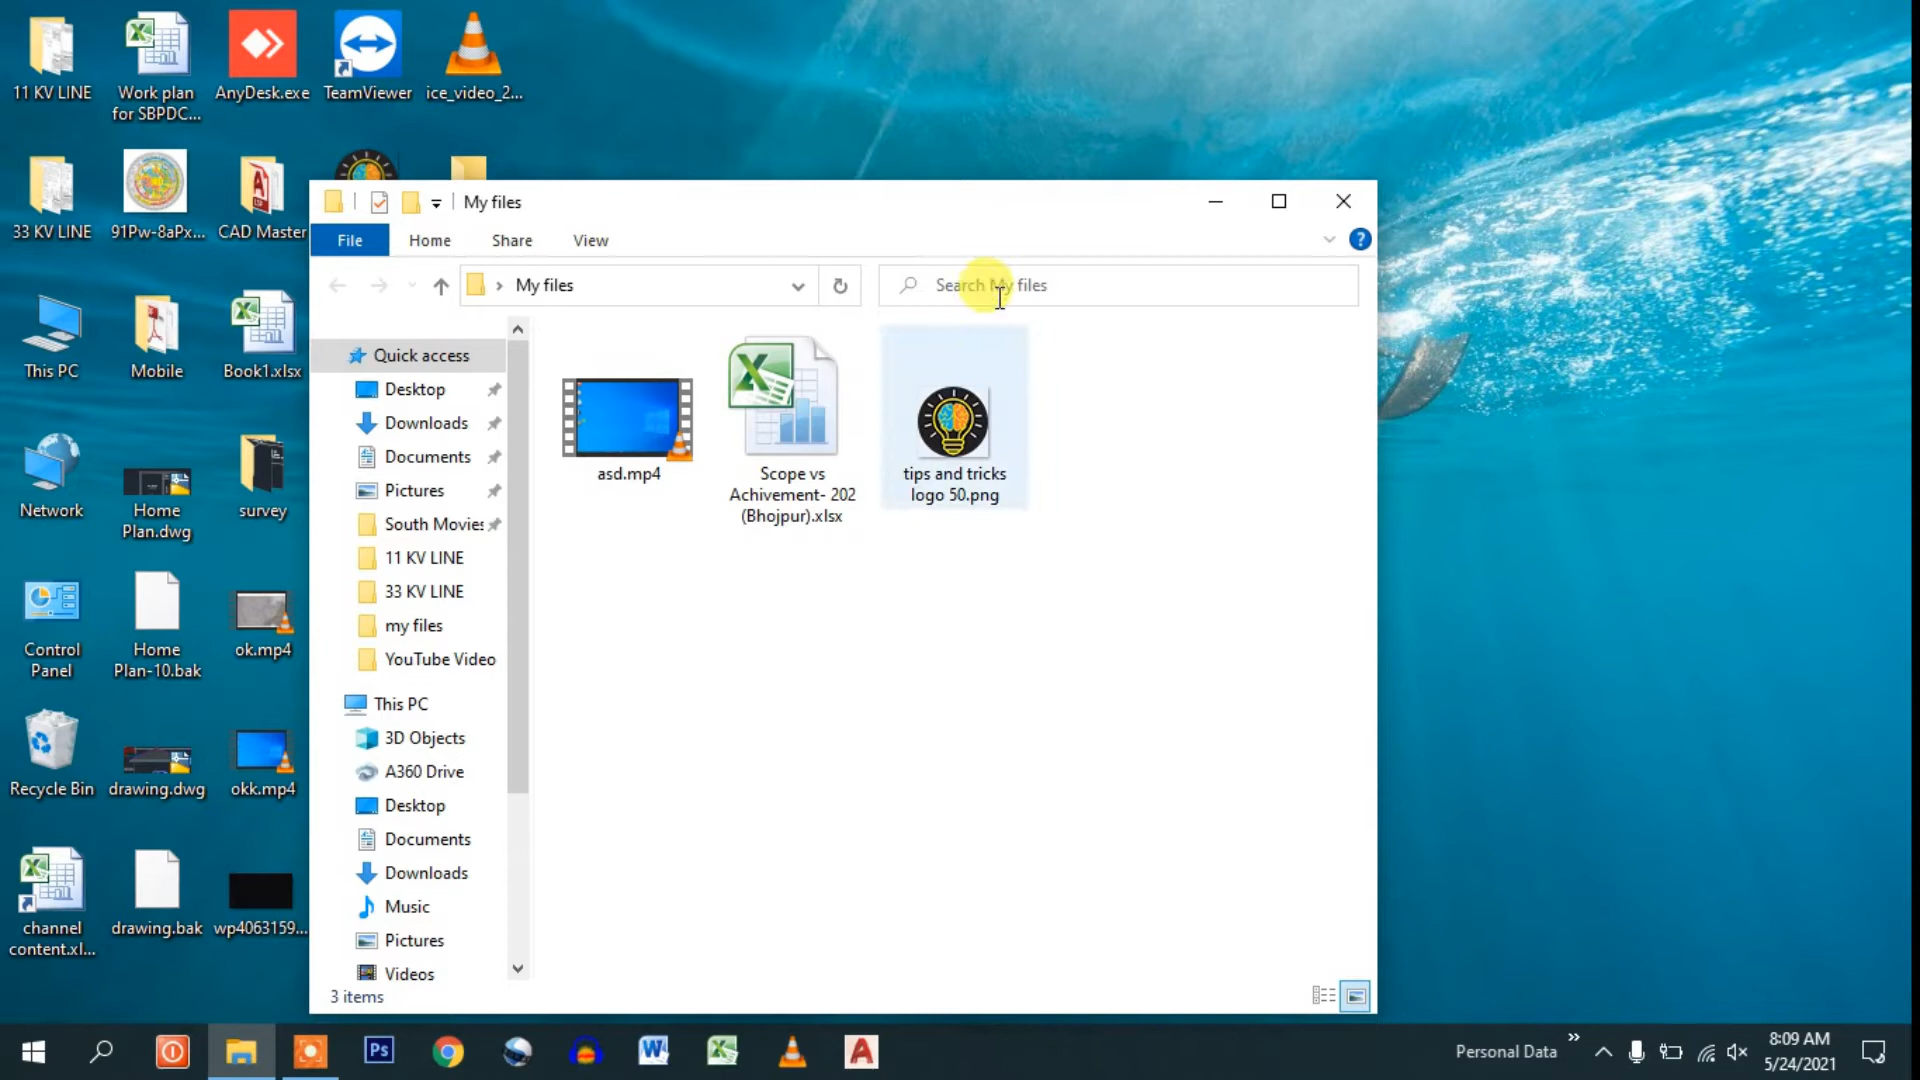 11 KV LINE
Work plan
for SBPDC...
AnyDesk.exe
TeamViewer
ice_video_2...
33 KV LINE
91Pw-8aPx...
CAD Master
This PC
Mobile
Book1.xlsx
Network
Home
Plan.dwg
survey
Control
Panel
Home
Plan-10.bak
ok.mp4
Recycle Bin
drawing.dwg
okk.mp4
channel
content.xl...
drawing.bak
wp4063159...
My files
File
Home
Share
View
My files
Search My files
Quick access
Desktop
Downloads
Documents
Pictures
South Movies
11 KV LINE
33 KV LINE
my files
YouTube Video
This PC
3D Objects
A360 Drive
Desktop
Documents
Downloads
Music
Pictures
Videos
asd.mp4
Scope vs
Achivement- 202
(Bhojpur).xlsx
tips and tricks
logo 50.png
3 items
Ps
Personal Data
8:09 AM
5/24/2021